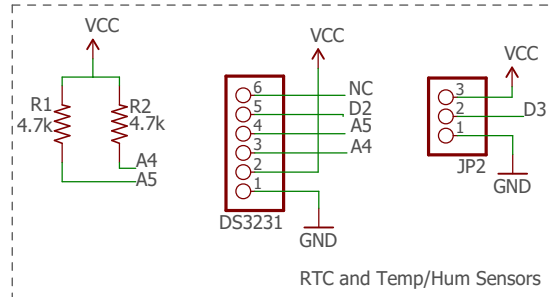 VCC
R1
4.7k
R2
4.7k
A4
A5
VCC
6
NC
5
D2
4
A5
3
A4
2
1
DS3231
GND
VCC
3
2
D3
1
JP2
GND
RTC and Temp/Hum Sensors